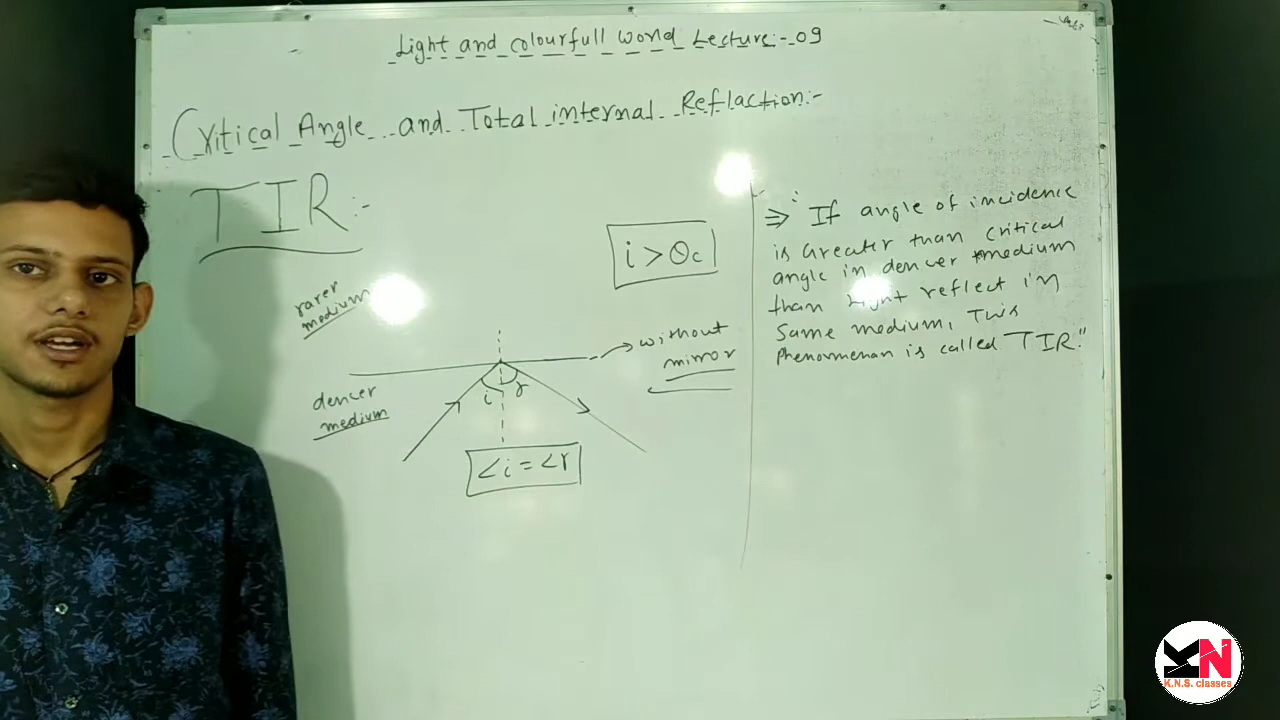 Light and colourfull world Lecture:- 09
Critical Angle and Total internal Reflaction:-
TIR:-
i > θc
rarer
medium
without
mirror
dencer
medium
i r
∠i = ∠r
⇒ "If angle of incidence
is Greater than critical
angle in dencer medium
than light reflect in
Same medium, This
Phenormenan is called TIR."
KN
K.N.S. classes